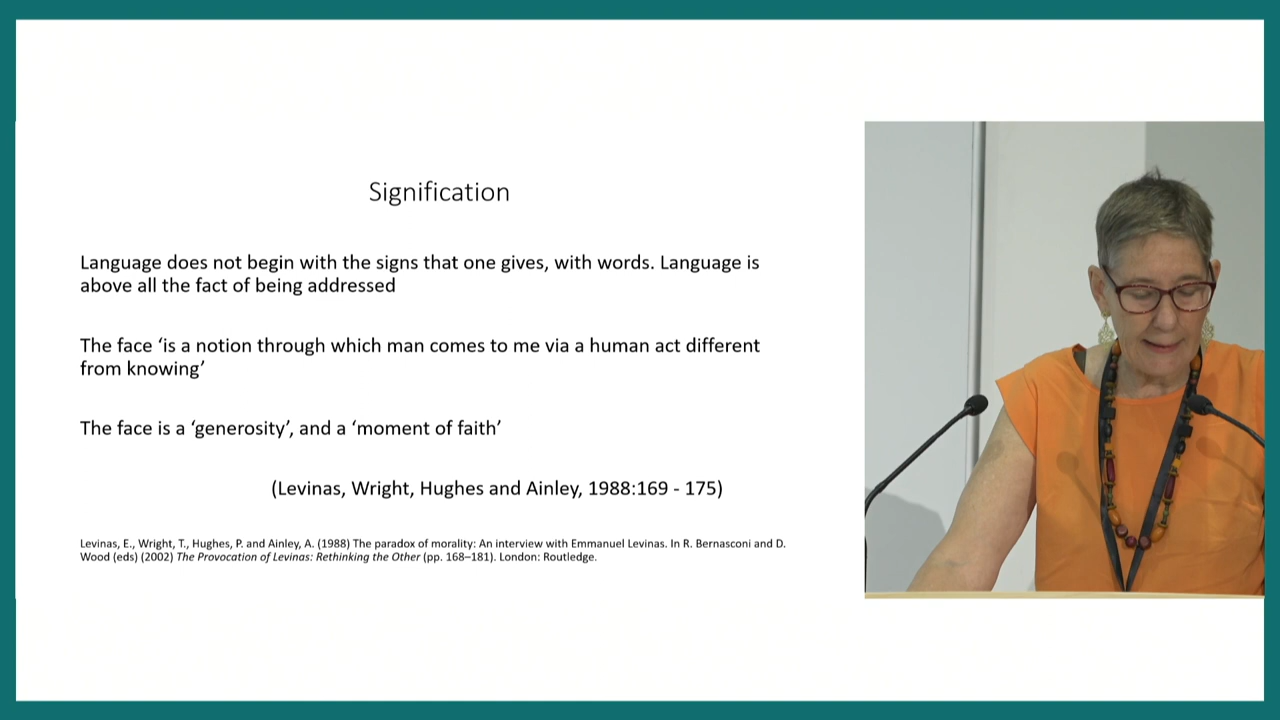 Signification
Language does not begin with the signs that one gives, with words. Language is
above all the fact of being addressed
The face ‘is a notion through which man comes to me via a human act different
from knowing’
The face is a ‘generosity’, and a ‘moment of faith’
(Levinas, Wright, Hughes and Ainley, 1988:169 - 175)
Levinas, E., Wright, T., Hughes, P. and Ainley, A. (1988) The paradox of morality: An interview with Emmanuel Levinas. In R. Bernasconi and D.
Wood (eds) (2002) The Provocation of Levinas: Rethinking the Other (pp. 168–181). London: Routledge.